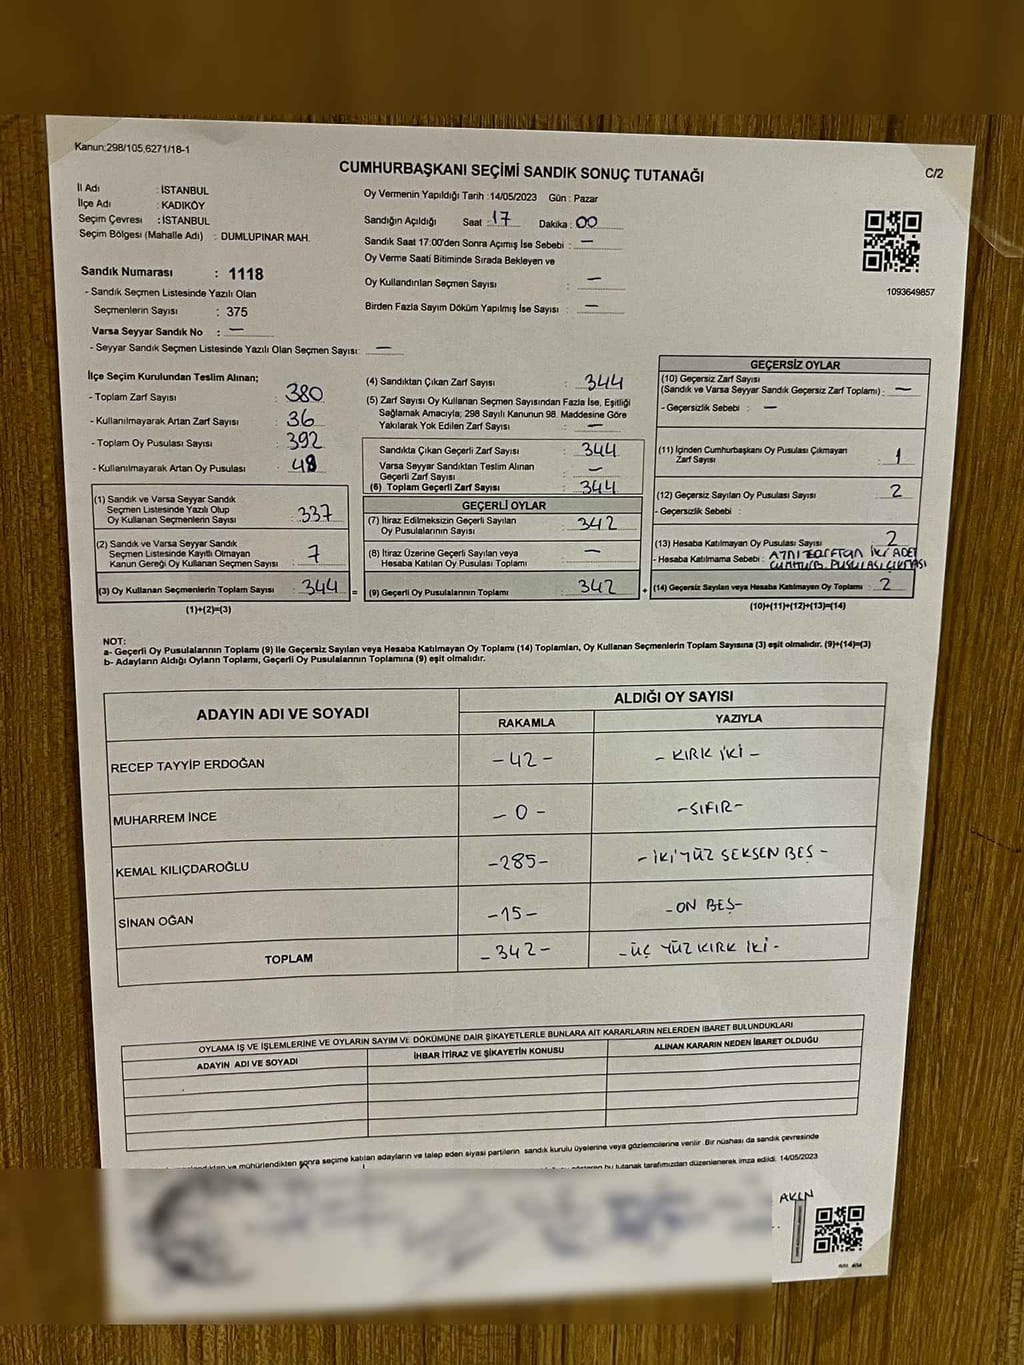 Kanun:298/105,6271/18-1
CUMHURBAŞKANI SEÇİMİ SANDIK SONUÇ TUTANAĞI
C/2
İl Adı : İSTANBUL
İlçe Adı : KADIKÖY
Seçim Çevresi : İSTANBUL
Seçim Bölgesi (Mahalle Adı) : DUMLUPINAR MAH.
Oy Vermenin Yapıldığı Tarih :14/05/2023 Gün : Pazar
Sandığın Açıldığı Saat : 17 Dakika : 00
Sandık Saat 17:00'den Sonra Açımış İse Sebebi : —
Oy Verme Saati Bitiminde Sırada Bekleyen ve
Oy Kullandırılan Seçmen Sayısı : —
Birden Fazla Sayım Döküm Yapılmış İse Sayısı : —
1093649857
Sandık Numarası : 1118
- Sandık Seçmen Listesinde Yazılı Olan
Seçmenlerin Sayısı : 375
Varsa Seyyar Sandık No : —
- Seyyar Sandık Seçmen Listesinde Yazılı Olan Seçmen Sayısı: —
İlçe Seçim Kurulundan Teslim Alınan;
- Toplam Zarf Sayısı : 380
- Kullanılmayarak Artan Zarf Sayısı : 36
- Toplam Oy Pusulası Sayısı : 392
- Kullanılmayarak Artan Oy Pusulası : 48
(1) Sandık ve Varsa Seyyar Sandık
Seçmen Listesinde Yazılı Olup
Oy Kullanan Seçmenlerin Sayısı : 337
(2) Sandık ve Varsa Seyyar Sandık
Seçmen Listesinde Kayıtlı Olmayan
Kanun Gereği Oy Kullanan Seçmen Sayısı : 7
(3) Oy Kullanan Seçmenlerin Toplam Sayısı : 344 =
(1)+(2)=(3)
(4) Sandıktan Çıkan Zarf Sayısı : 344
(5) Zarf Sayısı Oy Kullanan Seçmen Sayısından Fazla İse, Eşitliği
Sağlamak Amacıyla; 298 Sayılı Kanunun 98. Maddesine Göre
Yakılarak Yok Edilen Zarf Sayısı : —
Sandıkta Çıkan Geçerli Zarf Sayısı : 344
Varsa Seyyar Sandıktan Teslim Alınan
Geçerli Zarf Sayısı : —
(6) Toplam Geçerli Zarf Sayısı : 344
GEÇERLİ OYLAR
(7) İtiraz Edilmeksizin Geçerli Sayılan
Oy Pusulalarının Sayısı : 342
(8) İtiraz Üzerine Geçerli Sayılan veya
Hesaba Katılan Oy Pusulası Toplamı : —
(9) Geçerli Oy Pusulalarının Toplamı : 342 +
GEÇERSİZ OYLAR
(10) Geçersiz Zarf Sayısı
(Sandık ve Varsa Seyyar Sandık Geçersiz Zarf Toplamı) : —
- Geçersizlik Sebebi : —
(11) İçinden Cumhurbaşkanı Oy Pusulası Çıkmayan
Zarf Sayısı : 1
(12) Geçersiz Sayılan Oy Pusulası Sayısı : 2
- Geçersizlik Sebebi :
(13) Hesaba Katılmayan Oy Pusulası Sayısı : 2
- Hesaba Katılmama Sebebi : AYNI ZARFTAN İKİ ADET
CUMHURB. PUSULASI ÇIKMASI
(14) Geçersiz Sayılan veya Hesaba Katılmayan Oy Toplamı : 2
(10)+(11)+(12)+(13)=(14)
NOT:
a- Geçerli Oy Pusulalarının Toplamı (9) ile Geçersiz Sayılan veya Hesaba Katılmayan Oy Toplamı (14) Toplamları, Oy Kullanan Seçmenlerin Toplam Sayısına (3) eşit olmalıdır. (9)+(14)=(3)
b- Adayların Aldığı Oyların Toplamı, Geçerli Oy Pusulalarının Toplamına (9) eşit olmalıdır.
ADAYIN ADI VE SOYADI
ALDIĞI OY SAYISI
RAKAMLA YAZIYLA
RECEP TAYYİP ERDOĞAN -42- - KIRK İKİ -
MUHARREM İNCE - 0 - -SIFIR-
KEMAL KILIÇDAROĞLU -285- - İKİ YÜZ SEKSEN BEŞ -
SİNAN OĞAN -15- -ON BEŞ-
TOPLAM - 342 - - ÜÇ YÜZ KIRK İKİ -
OYLAMA İŞ VE İŞLEMLERİNE VE OYLARIN SAYIM VE DÖKÜMÜNE DAİR ŞİKAYETLERLE BUNLARA AİT KARARLARIN NELERDEN İBARET BULUNDUKLARI
ADAYIN ADI VE SOYADI İHBAR İTİRAZ VE ŞİKAYETİN KONUSU ALINAN KARARIN NEDEN İBARET OLDUĞU
ve mühürlendikten sonra seçime katılan adayların ve talep eden siyasi partilerin sandık kurulu üyelerine veya gözlemcilerine verilir. Bir nüshası da sandık çevresinde
bu tutanak tarafımızdan düzenlenerek imza edildi. 14/05/2023